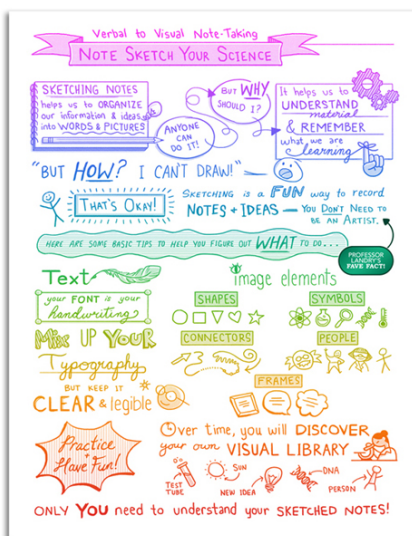 Verbal to Visual Note-Taking
NOTE SKETCH YOUR SCIENCE
SKETCHING NOTES
helps us to ORGANIZE
our information & ideas
into WORDS & PICTURES
ANYONE
CAN
DO IT!
BUT WHY
SHOULD I?
It helps us to
UNDERSTAND
material
& REMEMBER
what we are
learning
"BUT HOW? I CAN'T DRAW!"
THAT'S OKAY!
SKETCHING is a FUN way to record
NOTES + IDEAS — YOU DON'T NEED TO
BE AN ARTIST.
HERE ARE SOME BASIC TIPS TO HELP YOU FIGURE OUT WHAT TO DO...
PROFESSOR
LANDRY'S
FAVE FACT!
Text
your FONT is your
handwriting
MIX UP YOUR
Typography
BUT KEEP IT
CLEAR & legible
image elements
SHAPES
SYMBOLS
CONNECTORS
PEOPLE
FRAMES
Practice
+
Have Fun!
Over time, you will DISCOVER
your own VISUAL LIBRARY
TEST
TUBE
SUN
NEW IDEA
DNA
PERSON
ONLY YOU need to understand your SKETCHED NOTES!